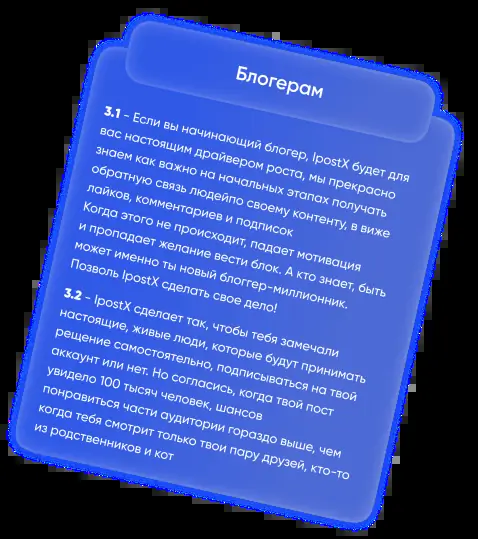 Блогерам
3.1 - Если вы начинающий блогер, IpostX будет для
вас настоящим драйвером роста, мы прекрасно
знаем как важно на начальных этапах получать
обратную связь людейпо своему контенту, в виже
лайков, комментариев и подписок
Когда этого не происходит, падает мотивация
и пропадает желание вести блок. А кто знает, быть
может именно ты новый блоггер-миллионник.
Позволь IpostX сделать свое дело!
3.2 - IpostX сделает так, чтобы тебя замечали
настоящие, живые люди, которые будут принимать
рещение самостоятельно, подписываться на твой
аккаунт или нет. Но согласись, когда твой пост
увидело 100 тысяч человек, шансов
понравиться части аудитории гораздо выше, чем
когда тебя смотрит только твои пару друзей, кто-то
из родственников и кот